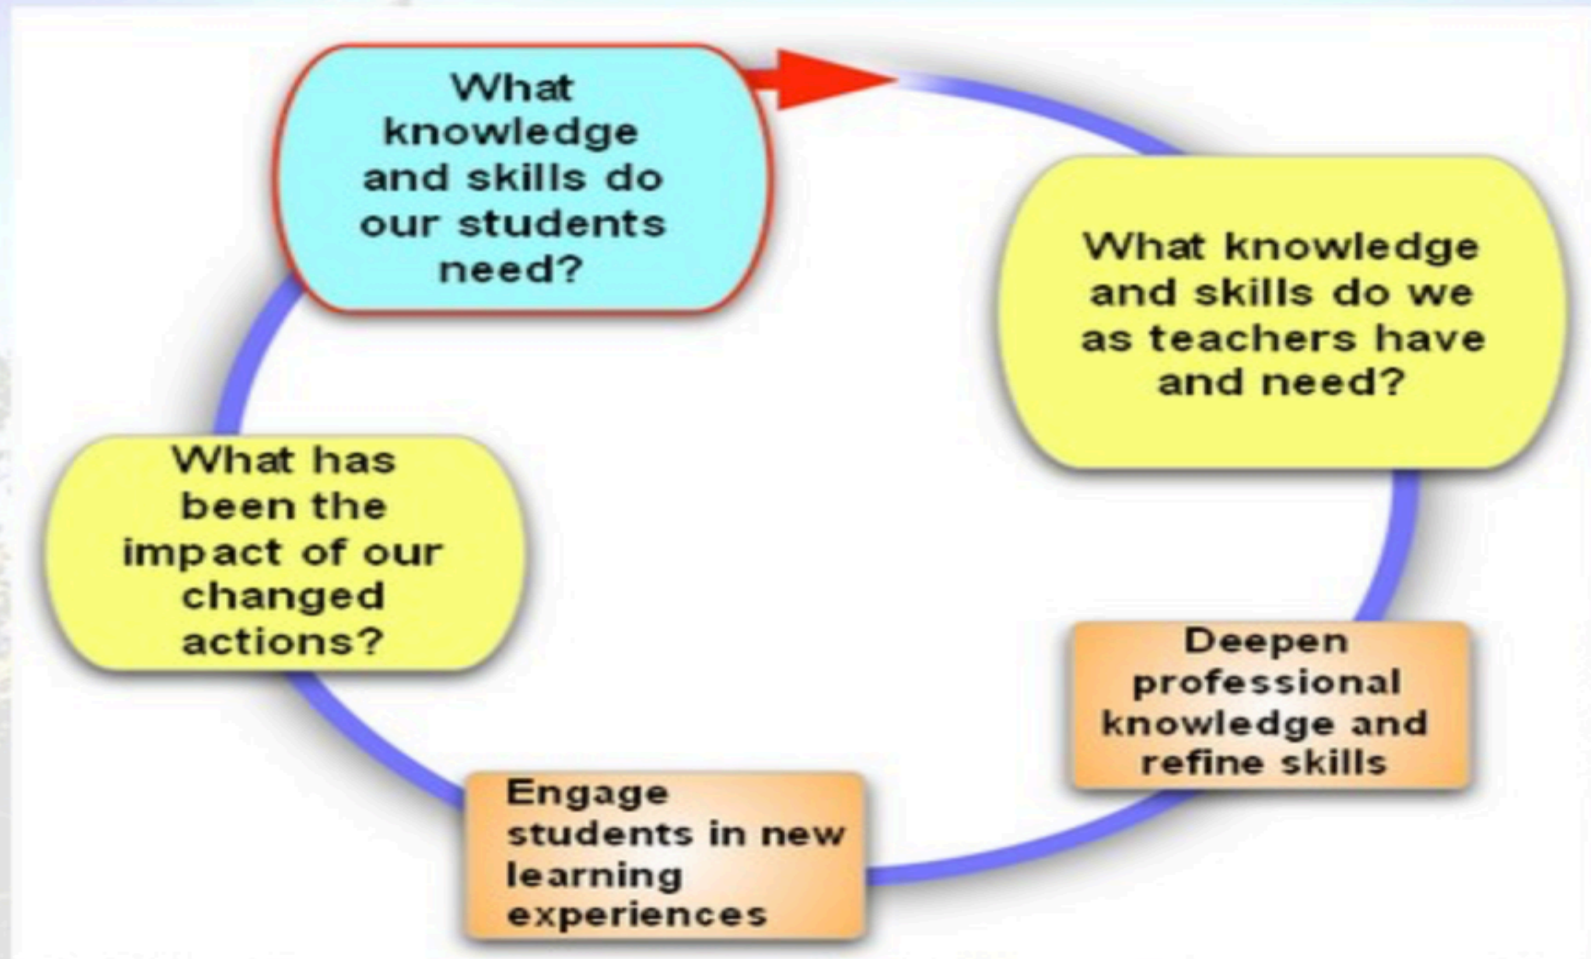 What
knowledge
and skills do
our students
need?
What knowledge
and skills do we
as teachers have
and need?
Deepen
professional
knowledge and
refine skills
Engage
students in new
learning
experiences
What has
been the
impact of our
changed
actions?